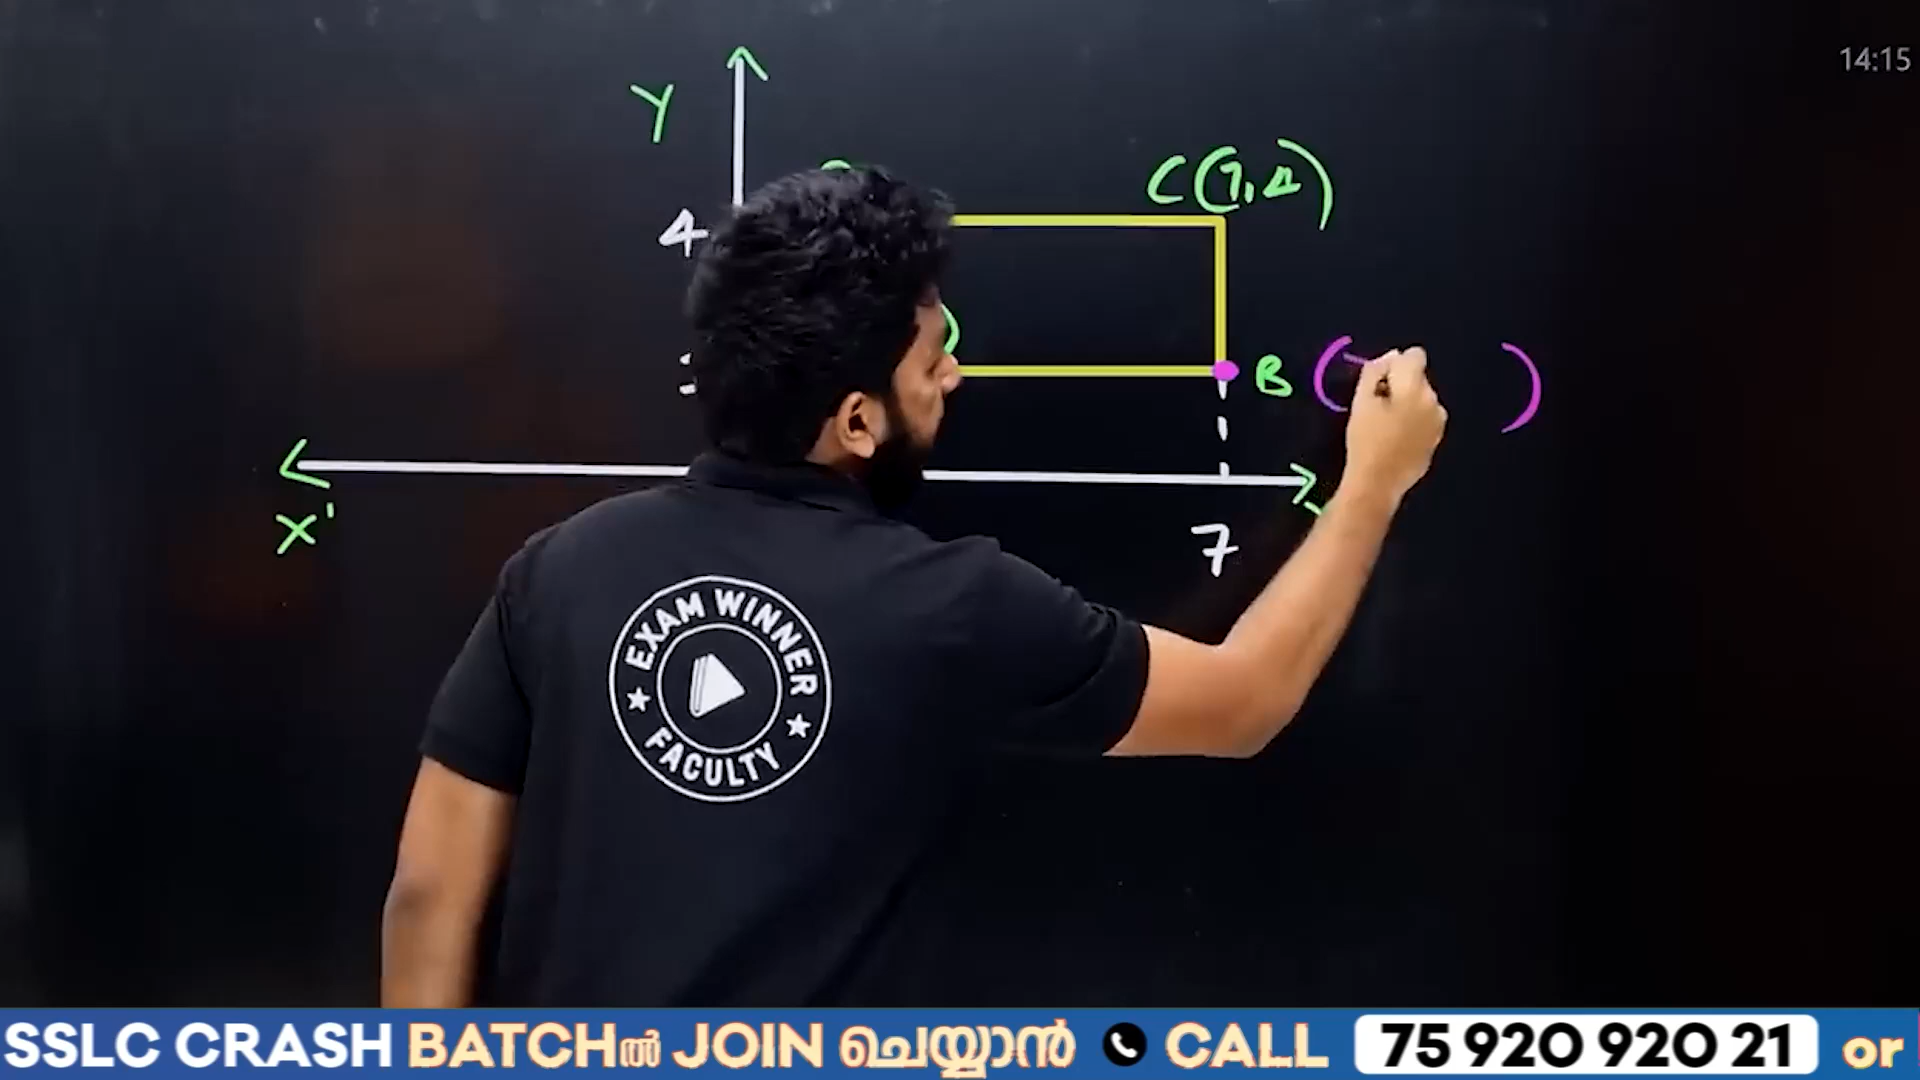 14:15
Y
C(7,4)
4
B (
)
X'
7
EXAM WINNER
FACULTY
SSLC CRASH BATCHൽ JOIN ചെയ്യാൻ CALL 75 920 920 21 or